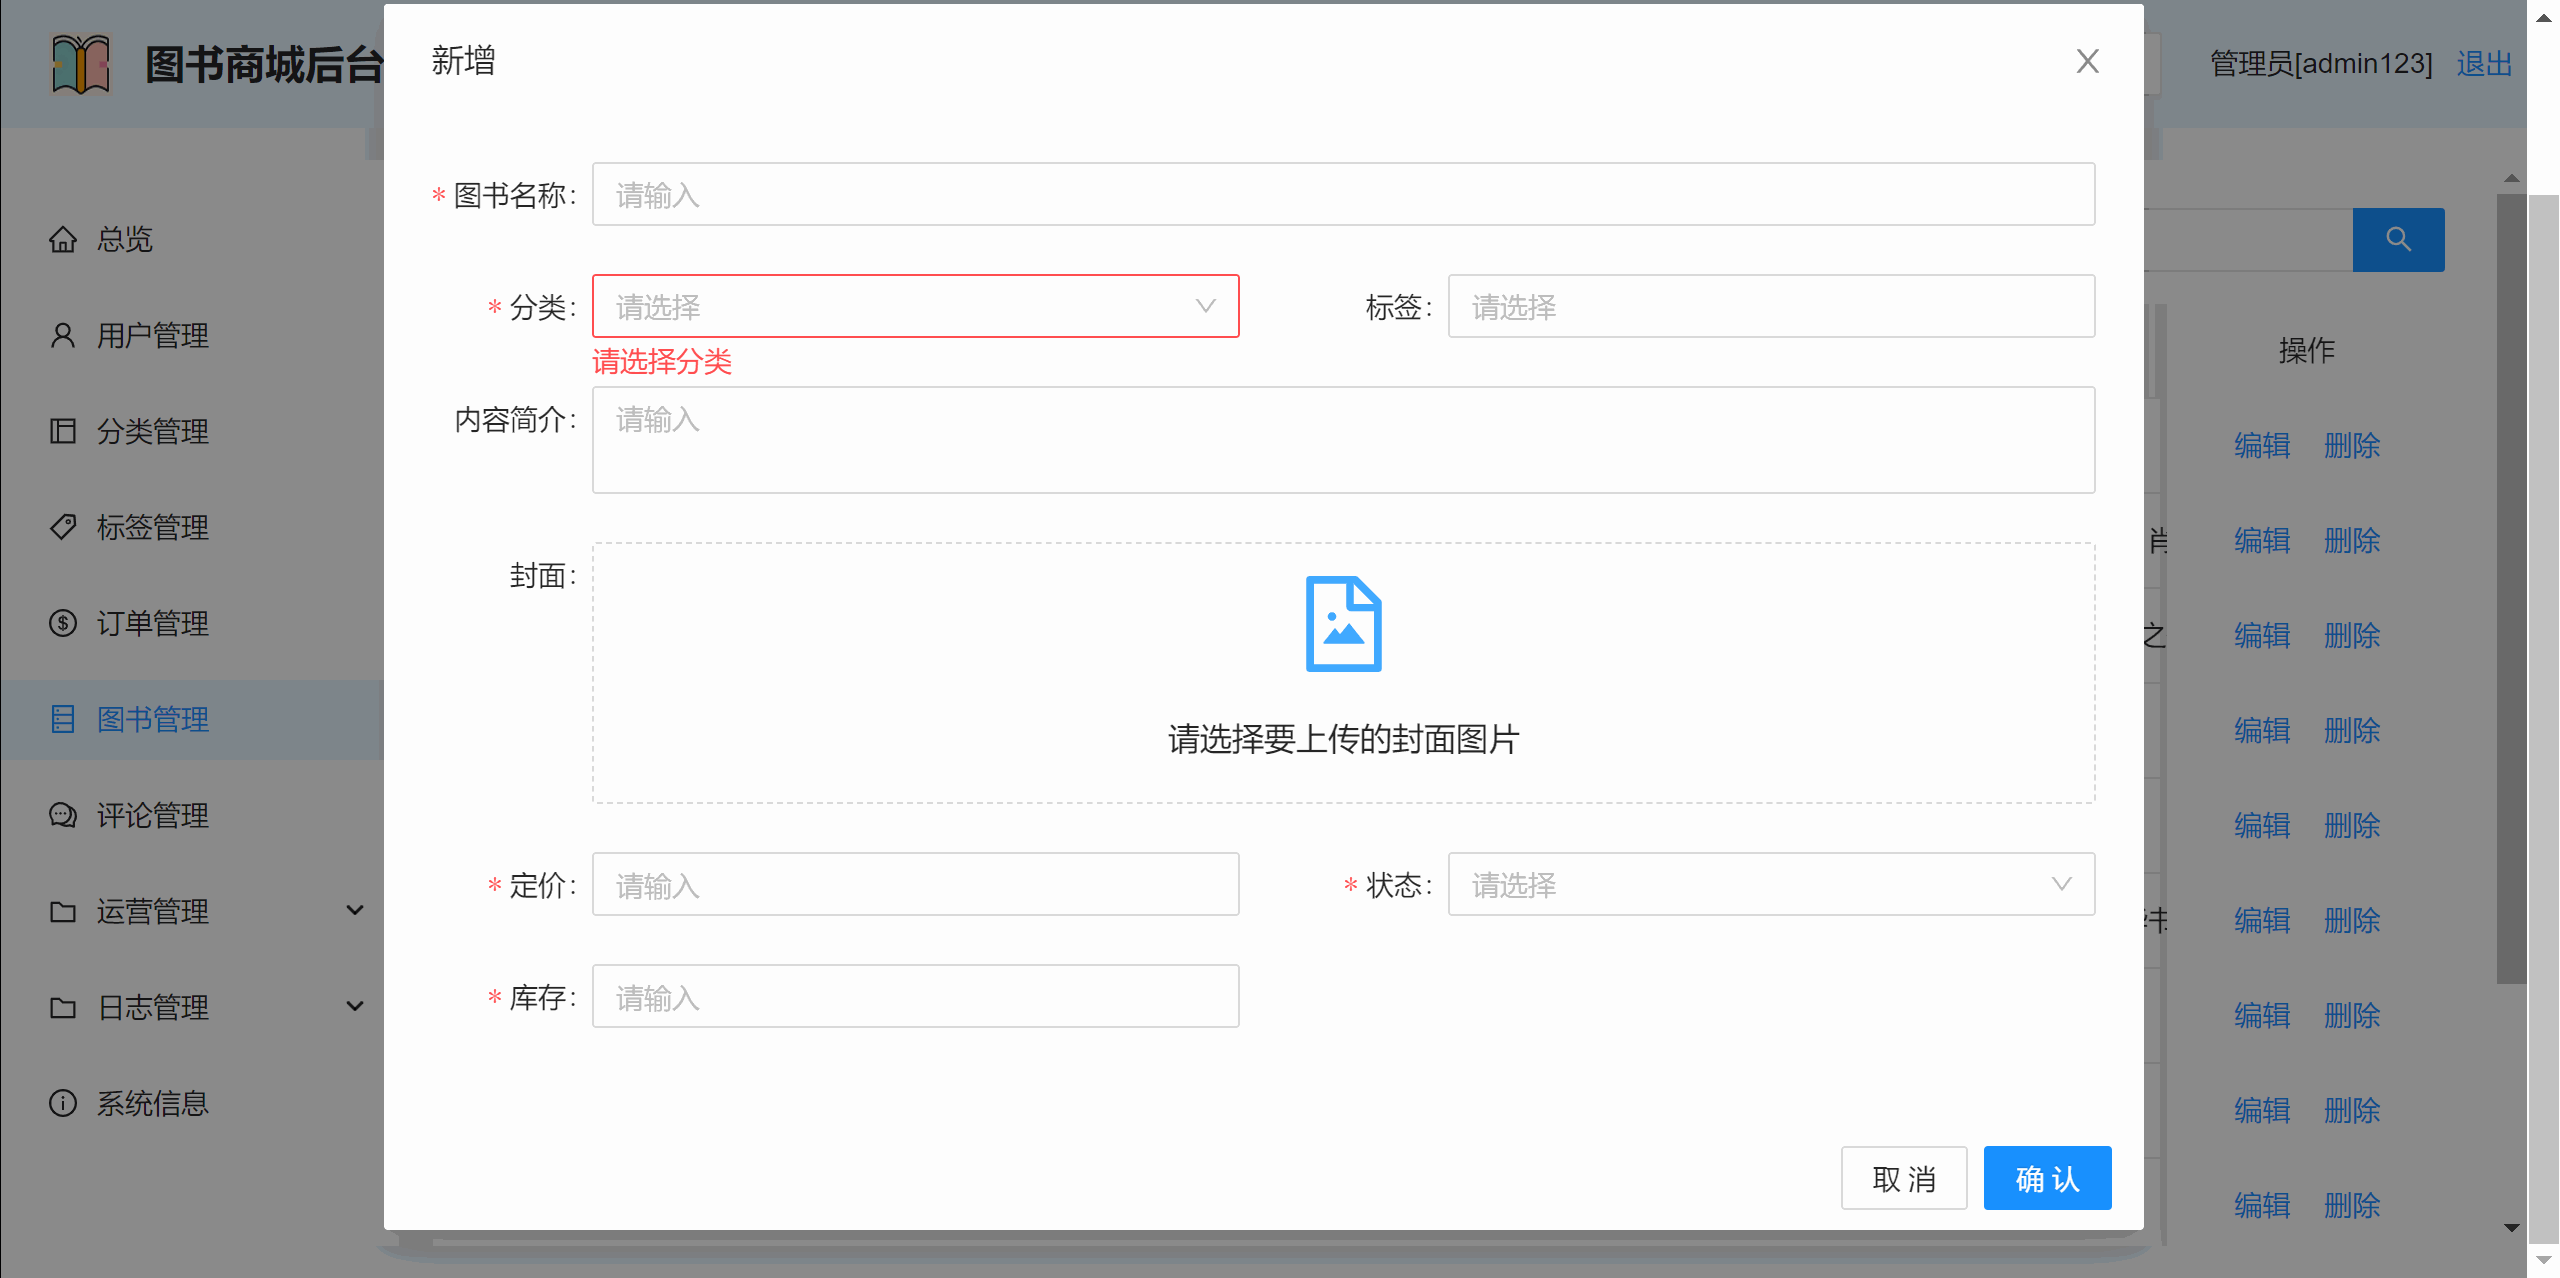 图书商城后台
管理员[admin123] 退出
总览
用户管理
分类管理
标签管理
订单管理
图书管理
评论管理
运营管理
日志管理
系统信息
新增
* 图书名称: 请输入
* 分类: 请选择
标签: 请选择
请选择分类
内容简介: 请输入
封面:
请选择要上传的封面图片
* 定价: 请输入
* 状态: 请选择
* 库存: 请输入
取 消
确 认
操作
编辑 删除
肖
编辑 删除
之
编辑 删除
编辑 删除
编辑 删除
书
编辑 删除
编辑 删除
编辑 删除
编辑 删除